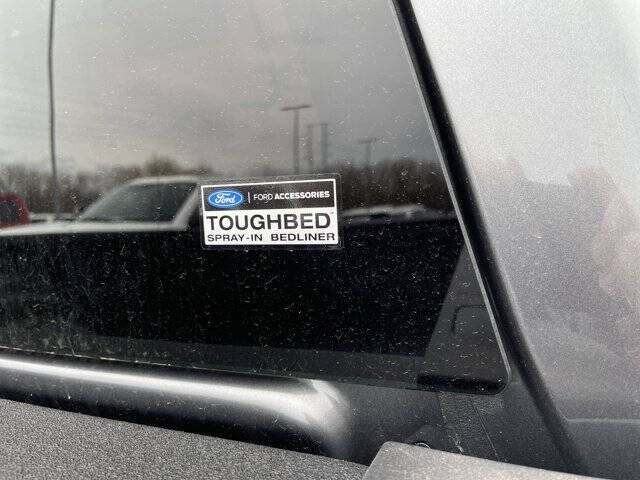 Ford | FORD ACCESSORIES
TOUGHBED
SPRAY-IN BEDLINER